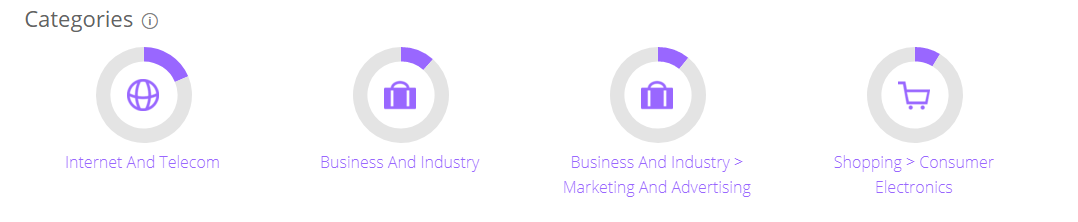 Categories
Internet And Telecom
Business And Industry
Business And Industry >
Marketing And Advertising
Shopping > Consumer
Electronics